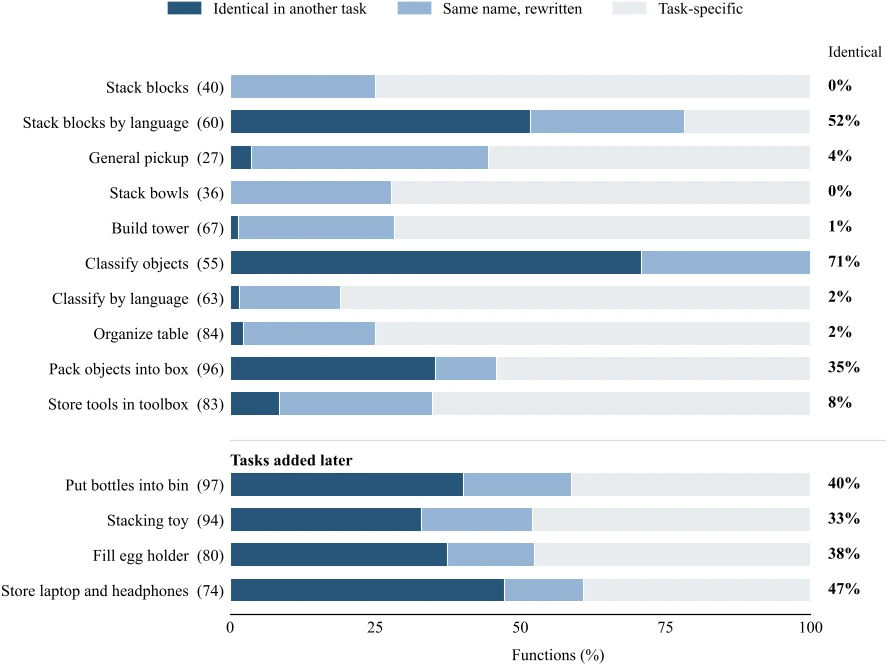 Identical in another task Same name, rewritten Task-specific
Identical
Stack blocks (40) 0%
Stack blocks by language (60) 52%
General pickup (27) 4%
Stack bowls (36) 0%
Build tower (67) 1%
Classify objects (55) 71%
Classify by language (63) 2%
Organize table (84) 2%
Pack objects into box (96) 35%
Store tools in toolbox (83) 8%
Tasks added later
Put bottles into bin (97) 40%
Stacking toy (94) 33%
Fill egg holder (80) 38%
Store laptop and headphones (74) 47%
0 25 50 75 100
Functions (%)